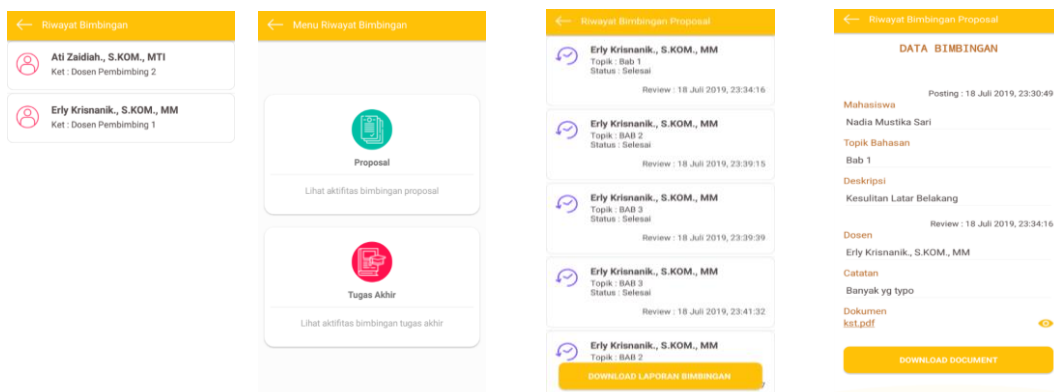 Riwayat Bimbingan
Ati Zaidiah., S.KOM., MTI
Ket : Dosen Pembimbing 2
Erly Krisnanik., S.KOM., MM
Ket : Dosen Pembimbing 1
Menu Riwayat Bimbingan
Proposal
Lihat aktifitas bimbingan proposal
Tugas Akhir
Lihat aktifitas bimbingan tugas akhir
Riwayat Bimbingan Proposal
Erly Krisnanik., S.KOM., MM
Topik : Bab 1
Status : Selesai
Review : 18 Juli 2019, 23:34:16
Erly Krisnanik., S.KOM., MM
Topik : BAB 2
Status : Selesai
Review : 18 Juli 2019, 23:39:15
Erly Krisnanik., S.KOM., MM
Topik : BAB 3
Status : Selesai
Review : 18 Juli 2019, 23:39:39
Erly Krisnanik., S.KOM., MM
Topik : BAB 3
Status : Selesai
Review : 18 Juli 2019, 23:41:32
Erly Krisnanik., S.KOM., MM
Topik : BAB 2
DOWNLOAD LAPORAN BIMBINGAN
Riwayat Bimbingan Proposal
DATA BIMBINGAN
Posting : 18 Juli 2019, 23:30:49
Mahasiswa
Nadia Mustika Sari
Topik Bahasan
Bab 1
Deskripsi
Kesulitan Latar Belakang
Review : 18 Juli 2019, 23:34:16
Dosen
Erly Krisnanik., S.KOM., MM
Catatan
Banyak yg typo
Dokumen
kst.pdf
DOWNLOAD DOCUMENT